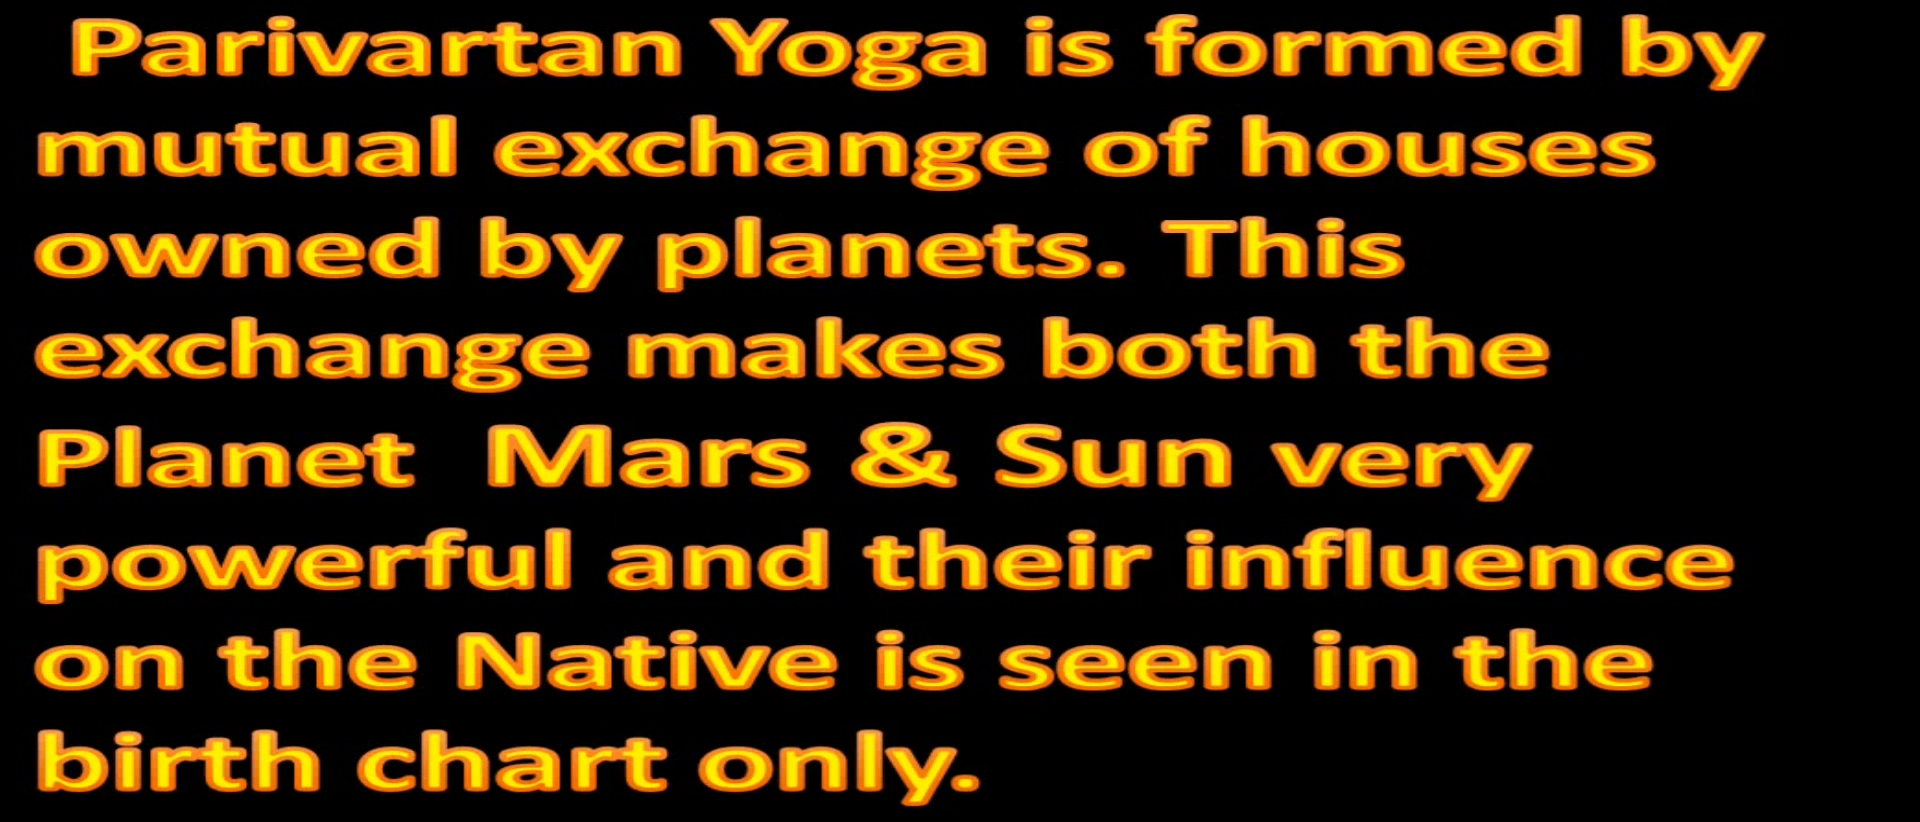 Parivartan Yoga is formed by
mutual exchange of houses
owned by planets. This
exchange makes both the
Planet  Mars & Sun very
powerful and their influence
on the Native is seen in the
birth chart only.